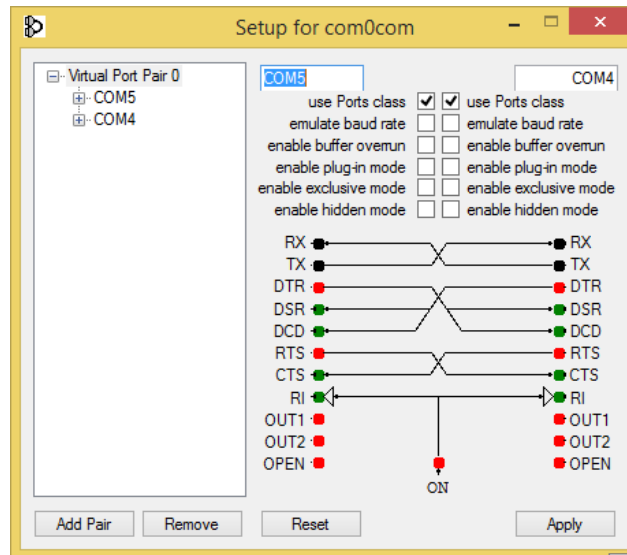 Setup for com0com
Virtual Port Pair 0
COM5
COM4
COM5 COM4
use Ports class use Ports class
emulate baud rate emulate baud rate
enable buffer overrun enable buffer overrun
enable plug-in mode enable plug-in mode
enable exclusive mode enable exclusive mode
enable hidden mode enable hidden mode
RX RX
TX TX
DTR DTR
DSR DSR
DCD DCD
RTS RTS
CTS CTS
RI RI
OUT1 OUT1
OUT2 OUT2
OPEN OPEN
ON
Add Pair Remove Reset Apply